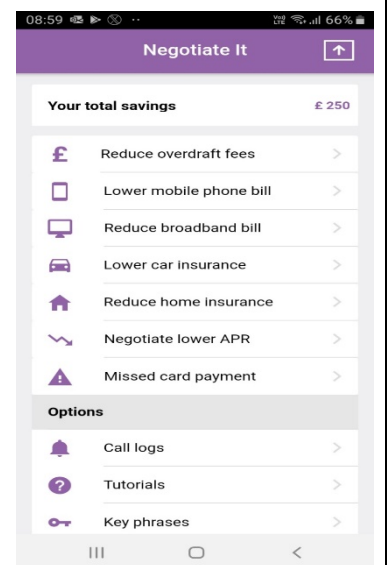 08:59 66%
Negotiate It
Your total savings £ 250
£ Reduce overdraft fees
Lower mobile phone bill
Reduce broadband bill
Lower car insurance
Reduce home insurance
Negotiate lower APR
Missed card payment
Options
Call logs
? Tutorials
Key phrases